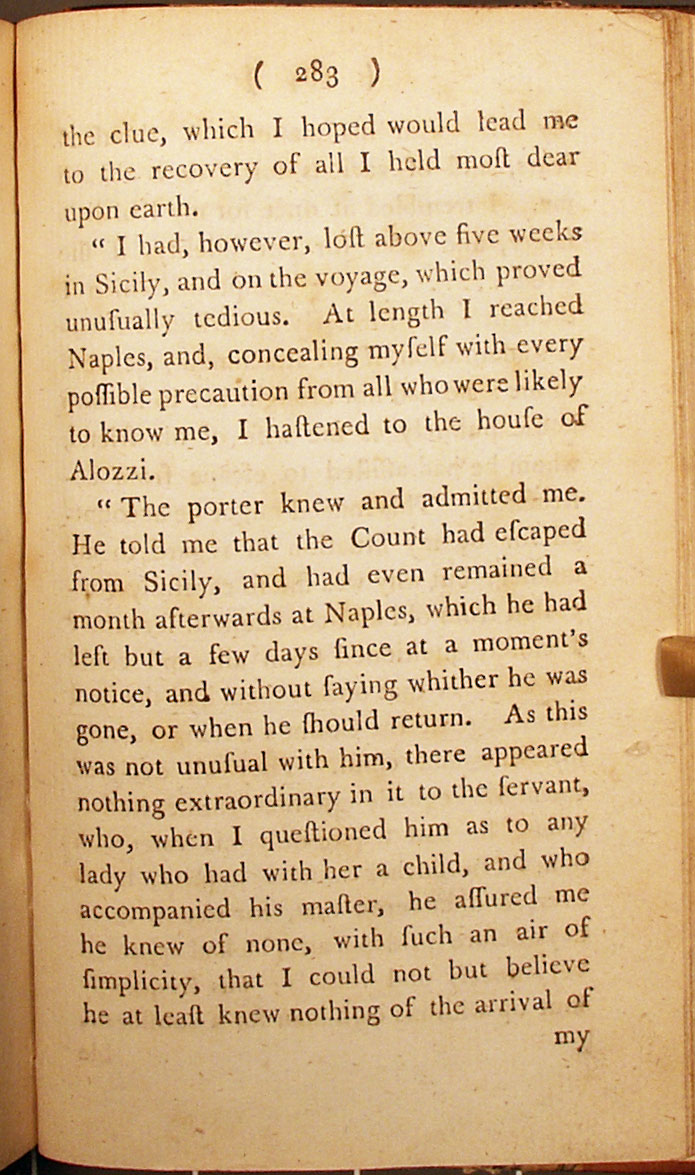 ( 283 )
the clue, which I hoped would lead me
to the recovery of all I held moſt dear
upon earth.
“ I had, however, loſt above five weeks
in Sicily, and on the voyage, which proved
unuſually tedious. At length I reached
Naples, and, concealing myſelf with every
poſſible precaution from all who were likely
to know me, I haſtened to the houſe of
Alozzi.
“ The porter knew and admitted me.
He told me that the Count had eſcaped
from Sicily, and had even remained a
month afterwards at Naples, which he had
left but a few days ſince at a moment's
notice, and without ſaying whither he was
gone, or when he ſhould return. As this
was not unuſual with him, there appeared
nothing extraordinary in it to the ſervant,
who, when I queſtioned him as to any
lady who had with her a child, and who
accompanied his maſter, he aſſured me
he knew of none, with ſuch an air of
ſimplicity, that I could not but believe
he at leaſt knew nothing of the arrival of
my